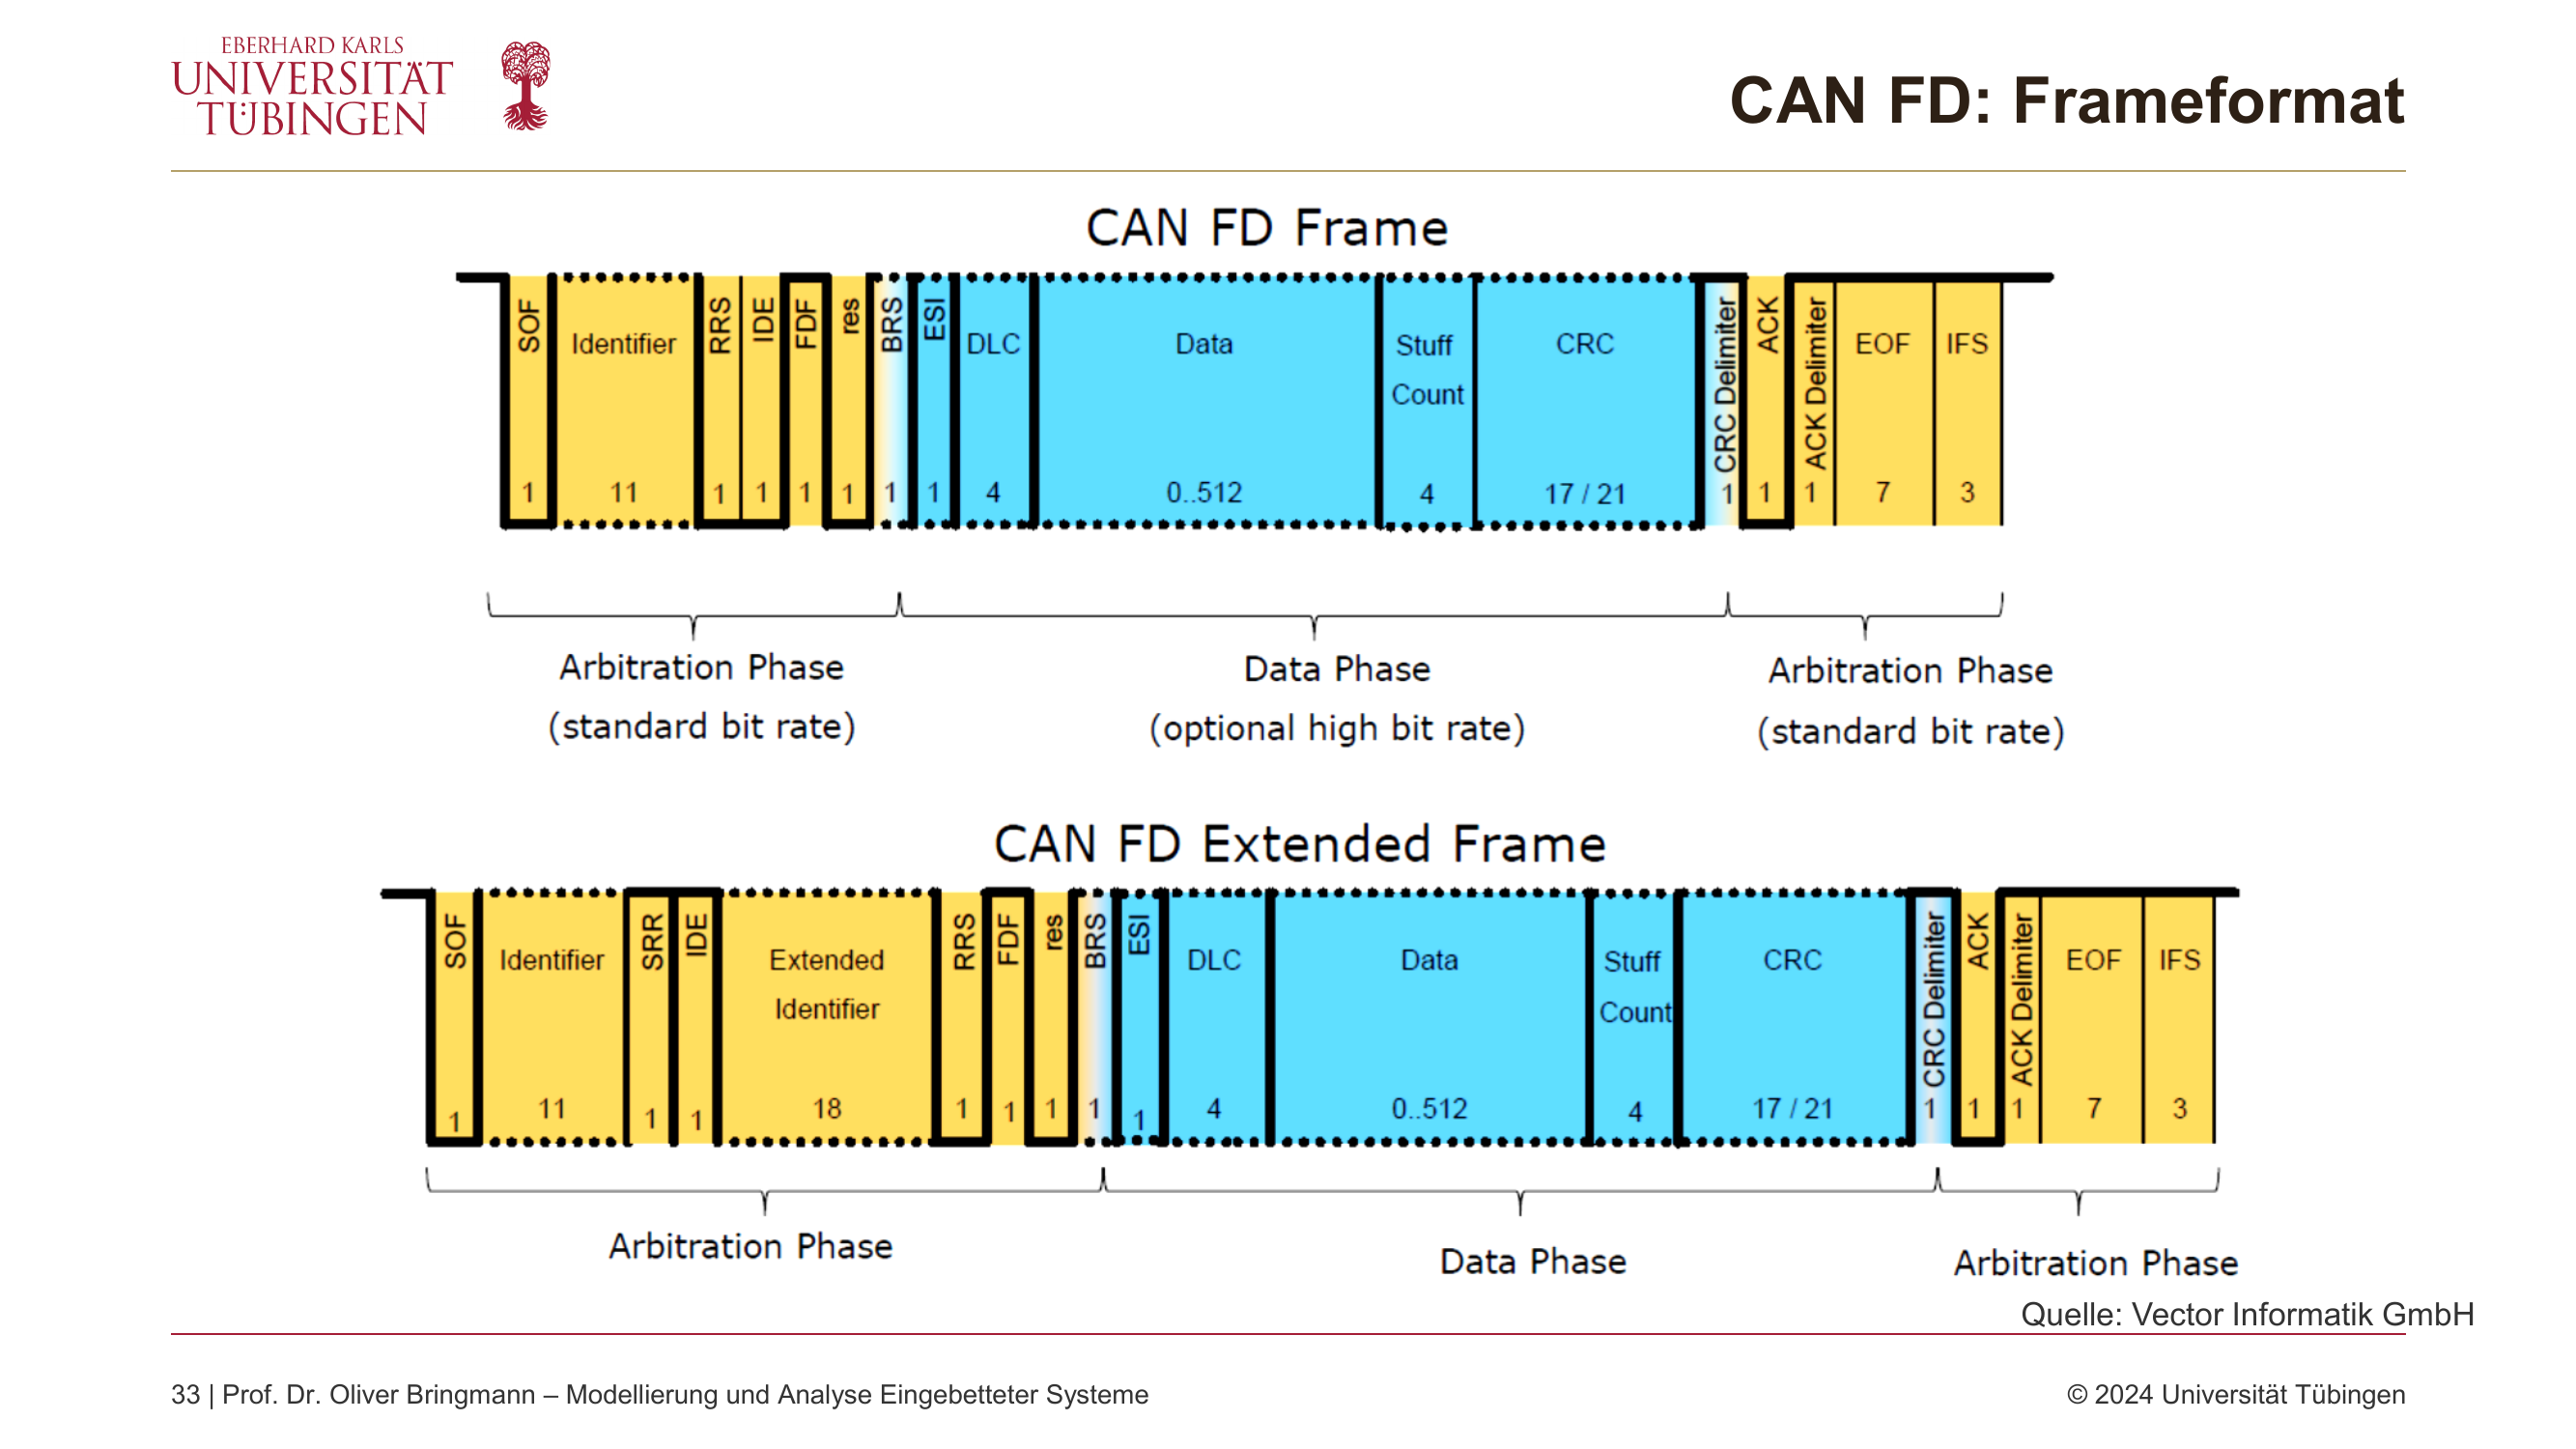 EBERHARD KARLS
UNIVERSITÄT
TÜBINGEN
CAN FD: Frameformat
CAN FD Frame
SOF
Identifier
RRS
IDE
FDF
res
BRS
ESI
DLC
Data
Stuff
Count
CRC
CRC Delimiter
ACK
ACK Delimiter
EOF
IFS
1 11 1 1 1 1 1 1 4 0..512 4 17 / 21 1 1 1 7 3
Arbitration Phase
(standard bit rate)
Data Phase
(optional high bit rate)
Arbitration Phase
(standard bit rate)
CAN FD Extended Frame
SOF
Identifier
SRR
IDE
Extended
Identifier
RRS
FDF
res
BRS
ESI
DLC
Data
Stuff
Count
CRC
CRC Delimiter
ACK
ACK Delimiter
EOF
IFS
1 11 1 1 18 1 1 1 1 1 4 0..512 4 17 / 21 1 1 1 7 3
Arbitration Phase
Data Phase
Arbitration Phase
Quelle: Vector Informatik GmbH
33 | Prof. Dr. Oliver Bringmann – Modellierung und Analyse Eingebetteter Systeme
© 2024 Universität Tübingen